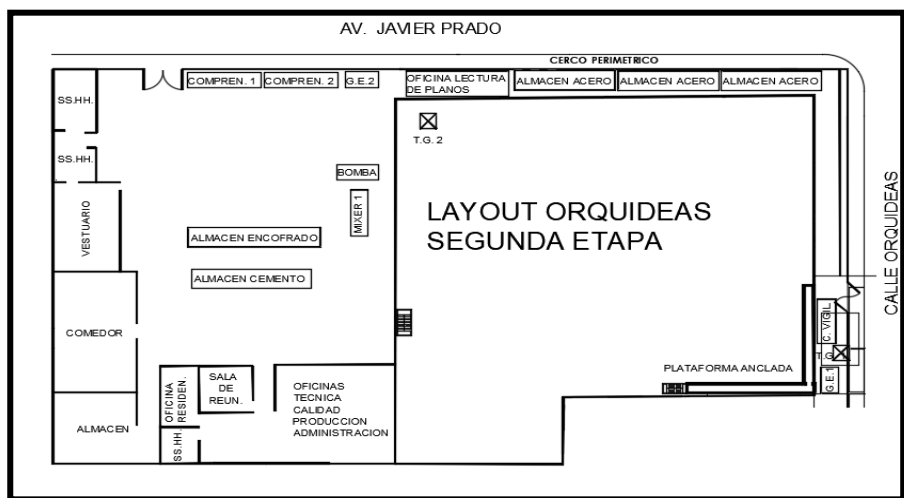 AV. JAVIER PRADO
CERCO PERIMETRICO
COMPREN. 1
COMPREN. 2
G.E.2
OFICINA LECTURA
DE PLANOS
ALMACEN ACERO
ALMACEN ACERO
ALMACEN ACERO
SS.HH.
T.G. 2
SS.HH.
BOMBA
MIXER 1
VESTUARIO
LAYOUT ORQUIDEAS
SEGUNDA ETAPA
ALMACEN ENCOFRADO
ALMACEN CEMENTO
CALLE ORQUIDEAS
COMEDOR
C. VIGIL.
T.G.
PLATAFORMA ANCLADA
G.E.1
OFICINA
RESIDEN.
SALA
DE
REUN.
OFICINAS
TECNICA
CALIDAD
PRODUCCION
ADMINISTRACION
ALMACEN
SS.HH.